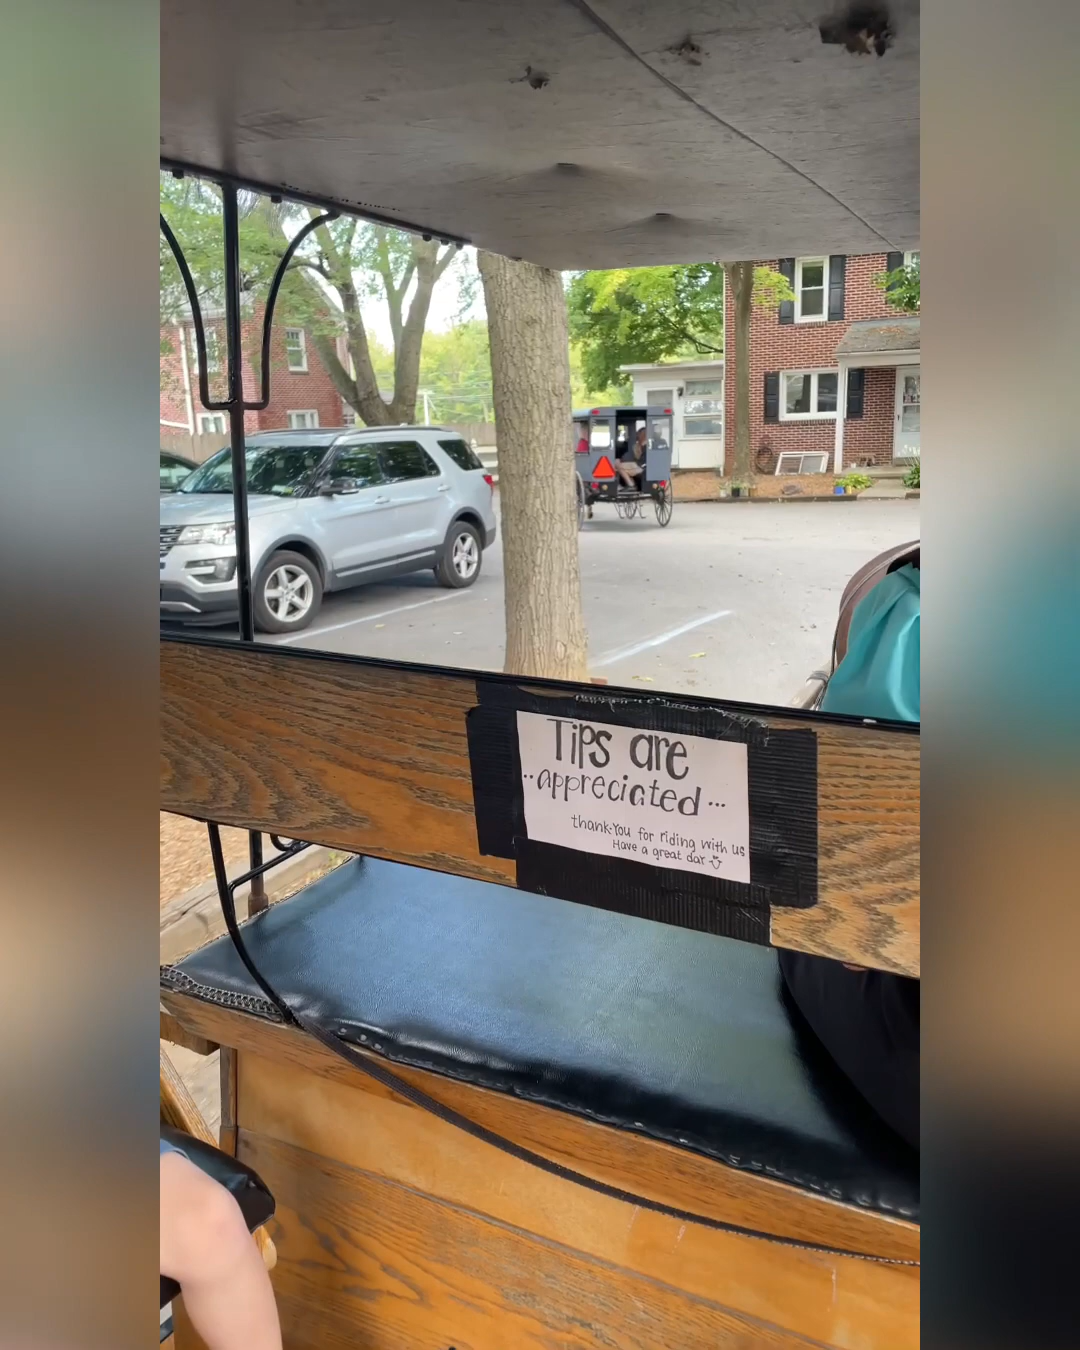 Tips are
..appreciated...
thank-You for riding with us
Have a great day